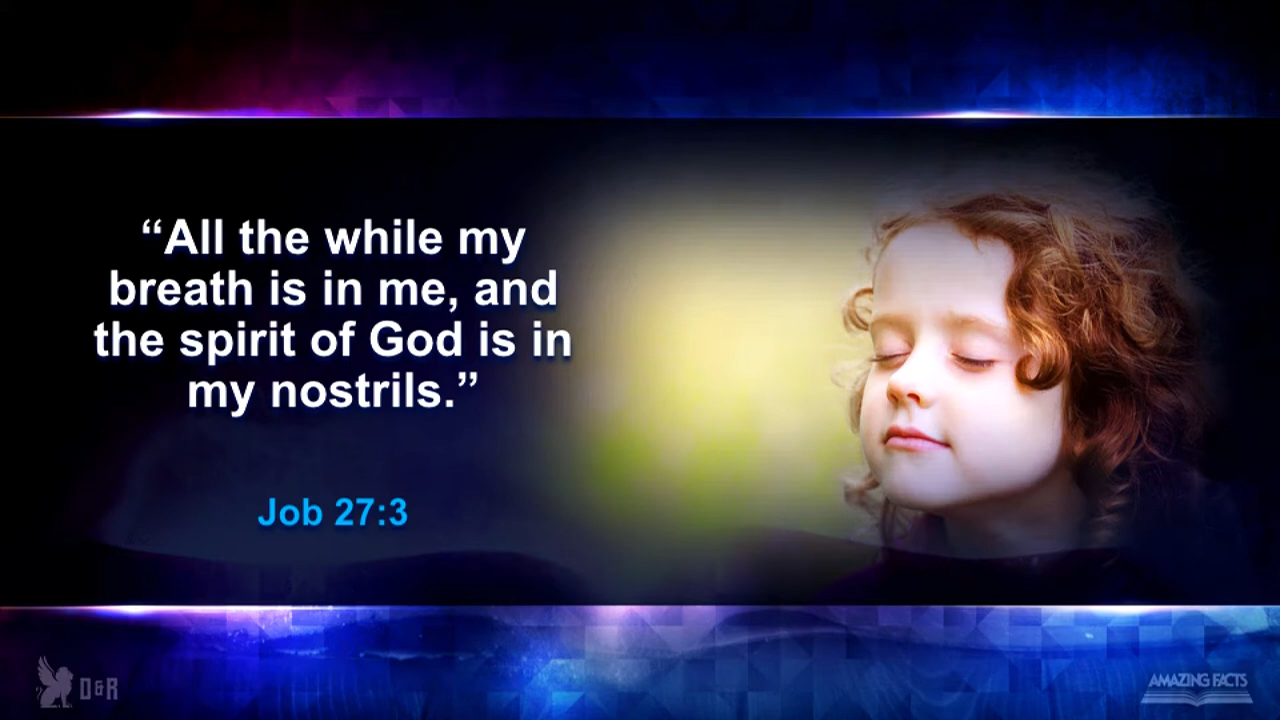 “All the while my
breath is in me, and
the spirit of God is in
my nostrils.”
Job 27:3
D&R
AMAZING FACTS